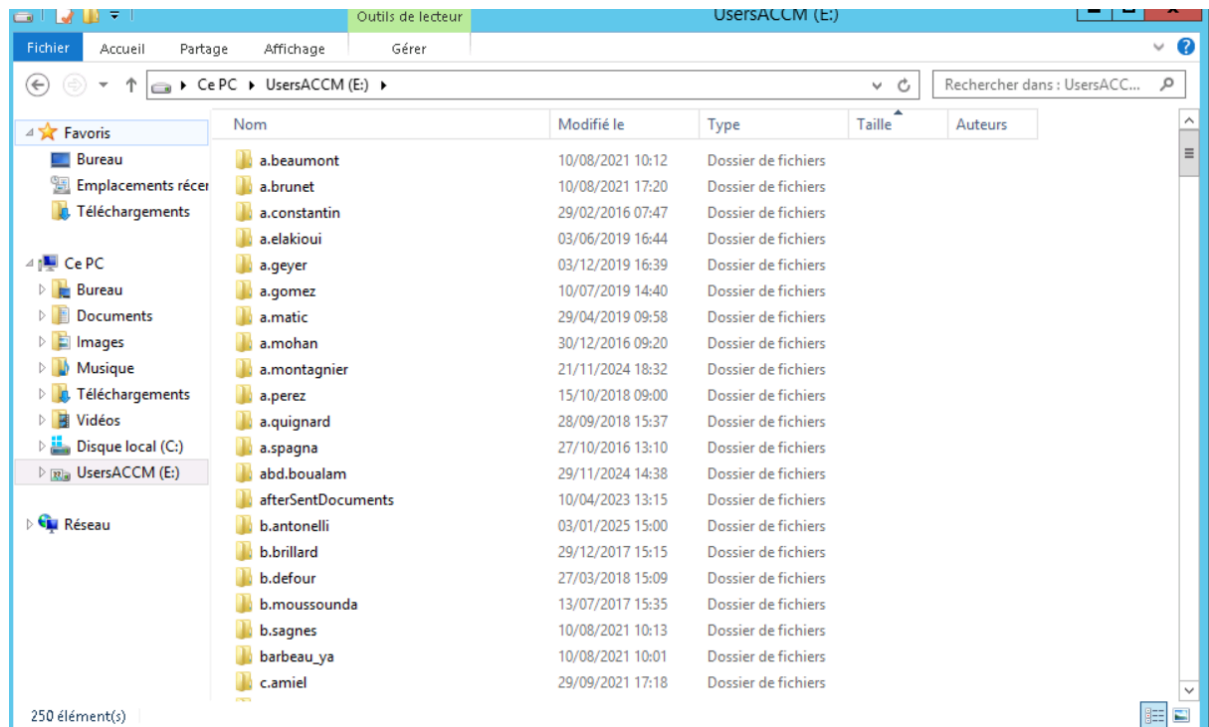 Outils de lecteur UsersACCM (E:)
Fichier Accueil Partage Affichage Gérer
Ce PC UsersACCM (E:) Rechercher dans : UsersACC...
Nom Modifié le Type Taille Auteurs
Favoris
Bureau
Emplacements récer
Téléchargements
Ce PC
Bureau
Documents
Images
Musique
Téléchargements
Vidéos
Disque local (C:)
UsersACCM (E:)
Réseau
a.beaumont 10/08/2021 10:12 Dossier de fichiers
a.brunet 10/08/2021 17:20 Dossier de fichiers
a.constantin 29/02/2016 07:47 Dossier de fichiers
a.elakioui 03/06/2019 16:44 Dossier de fichiers
a.geyer 03/12/2019 16:39 Dossier de fichiers
a.gomez 10/07/2019 14:40 Dossier de fichiers
a.matic 29/04/2019 09:58 Dossier de fichiers
a.mohan 30/12/2016 09:20 Dossier de fichiers
a.montagnier 21/11/2024 18:32 Dossier de fichiers
a.perez 15/10/2018 09:00 Dossier de fichiers
a.quignard 28/09/2018 15:37 Dossier de fichiers
a.spagna 27/10/2016 13:10 Dossier de fichiers
abd.boualam 29/11/2024 14:38 Dossier de fichiers
afterSentDocuments 10/04/2023 13:15 Dossier de fichiers
b.antonelli 03/01/2025 15:00 Dossier de fichiers
b.brillard 29/12/2017 15:15 Dossier de fichiers
b.defour 27/03/2018 15:09 Dossier de fichiers
b.moussounda 13/07/2017 15:35 Dossier de fichiers
b.sagnes 10/08/2021 10:13 Dossier de fichiers
barbeau_ya 10/08/2021 10:01 Dossier de fichiers
c.amiel 29/09/2021 17:18 Dossier de fichiers
250 élément(s)